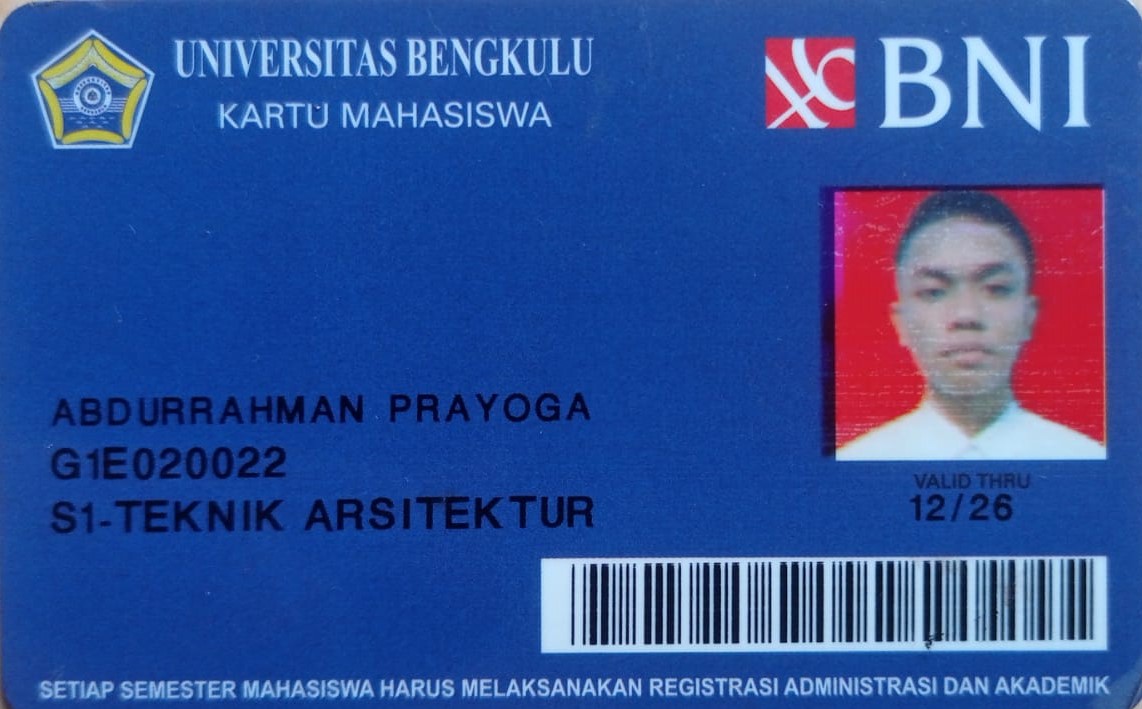 UNIVERSITAS BENGKULU
KARTU MAHASISWA
BNI
ABDURRAHMAN PRAYOGA
G1E020022
S1-TEKNIK ARSITEKTUR
VALID THRU
12/26
SETIAP SEMESTER MAHASISWA HARUS MELAKSANAKAN REGISTRASI ADMINISTRASI DAN AKADEMIK